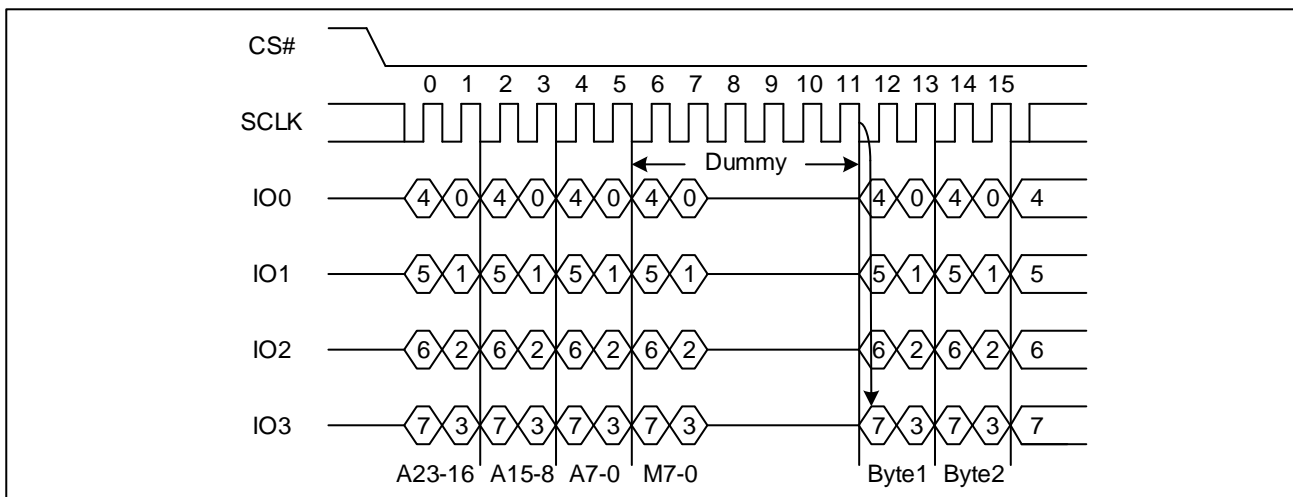 CS#
0 1 2 3 4 5 6 7 8 9 10 11 12 13 14 15
SCLK
Dummy
IO0 4 0 4 0 4 0 4 0 4 0 4 0 4
IO1 5 1 5 1 5 1 5 1 5 1 5 1 5
IO2 6 2 6 2 6 2 6 2 6 2 6 2 6
IO3 7 3 7 3 7 3 7 3 7 3 7 3 7
A23-16 A15-8 A7-0 M7-0 Byte1 Byte2